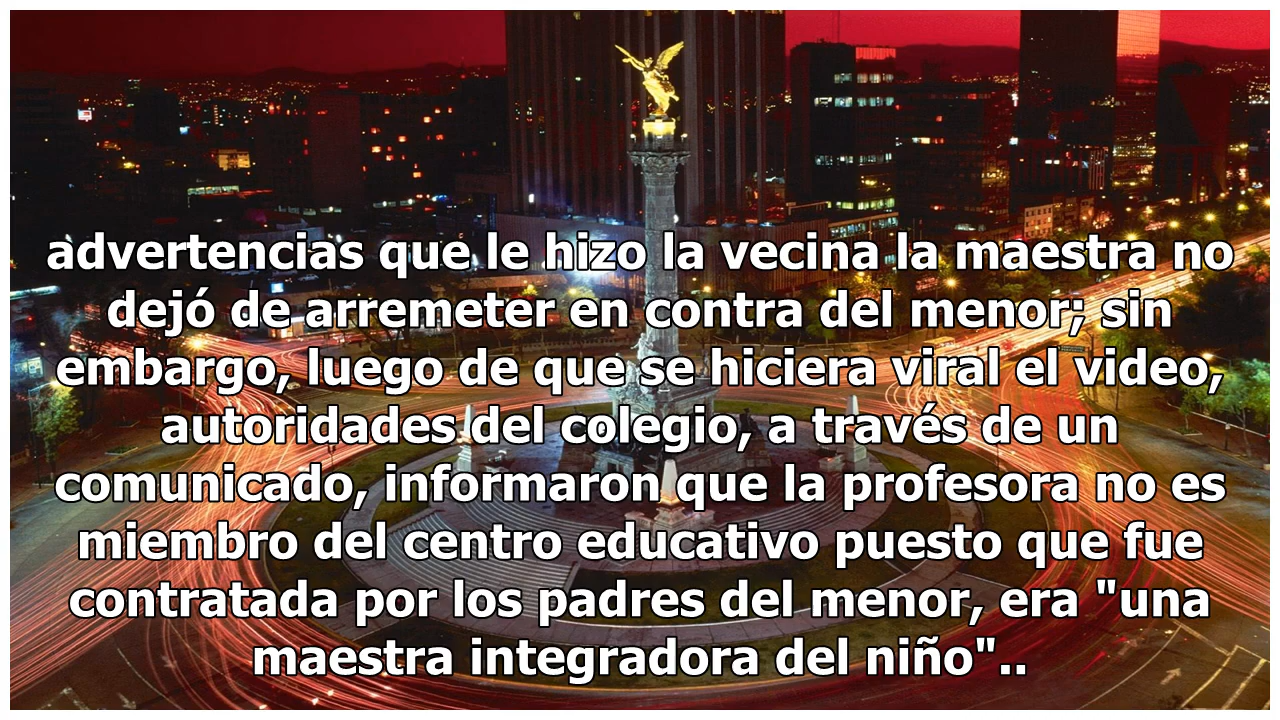 advertencias que le hizo la vecina la maestra no
dejó de arremeter en contra del menor; sin
embargo, luego de que se hiciera viral el video,
autoridades del colegio, a través de un
comunicado, informaron que la profesora no es
miembro del centro educativo puesto que fue
contratada por los padres del menor, era "una
maestra integradora del niño"..